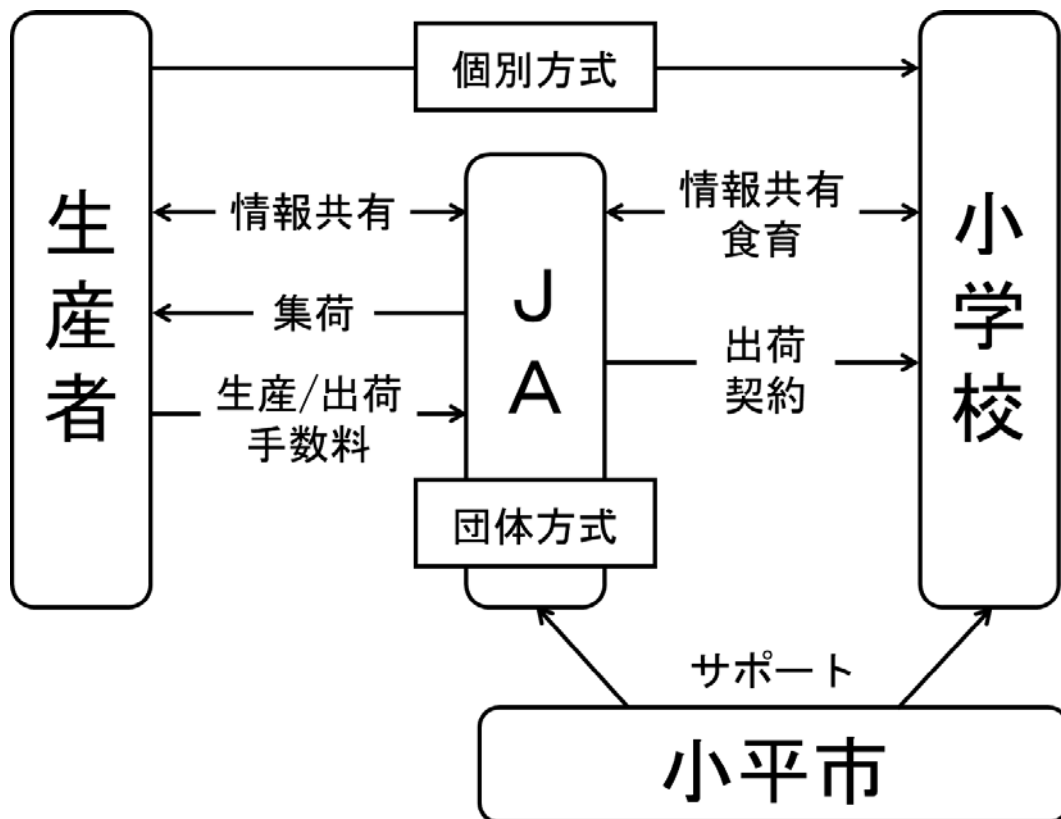 個別方式
生産者
情報共有
集荷
生産/出荷
手数料
JA
団体方式
情報共有
食育
出荷
契約
小学校
サポート
小平市